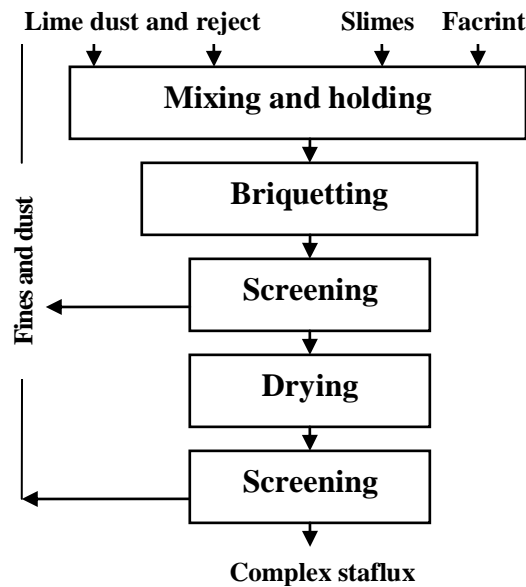 Lime dust and reject Slimes Facrint
Mixing and holding
Briquetting
Screening
Fines and dust
Drying
Screening
Complex staflux